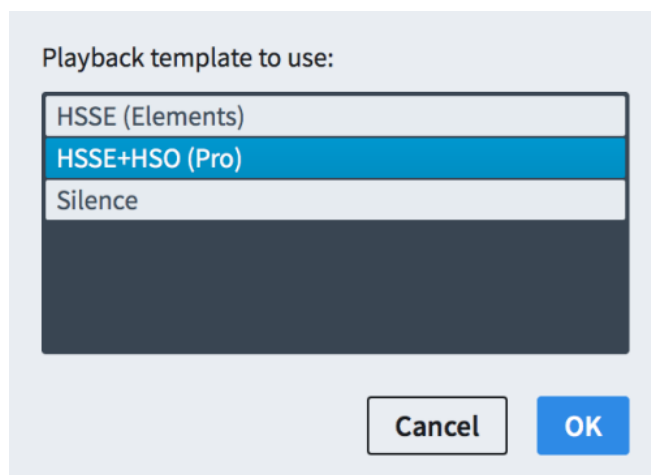 Playback template to use:
HSSE (Elements)
HSSE+HSO (Pro)
Silence
Cancel
OK